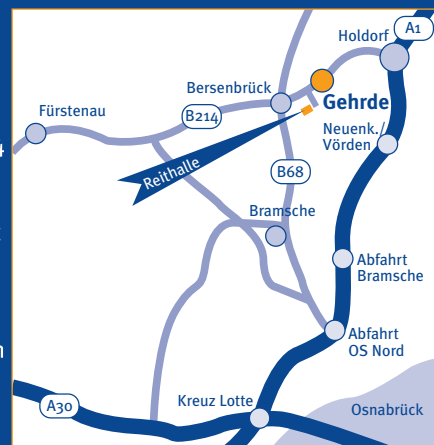 A1
Holdorf
Bersenbrück
Fürstenau
B214
Gehrde
Neuenk./
Vörden
Reithalle
B68
Bramsche
Abfahrt
Bramsche
Abfahrt
OS Nord
Kreuz Lotte
A30
Osnabrück